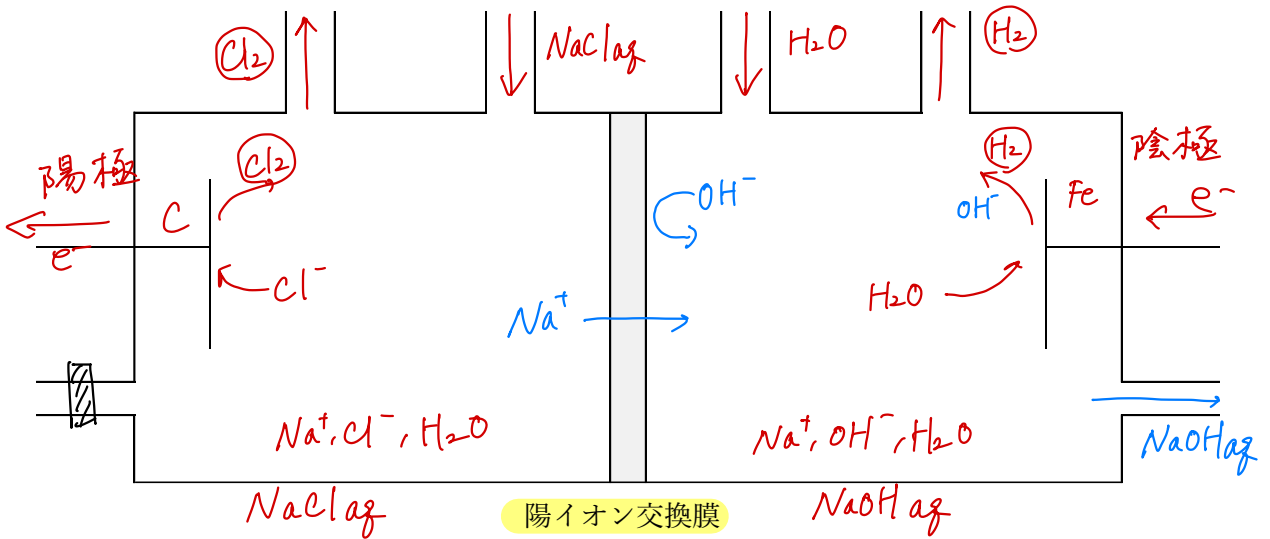 Cl₂
NaClaq
H₂O
H₂
陽極
C
Cl₂
OH⁻
H₂
OH⁻
Fe
陰極
e⁻
e⁻
Cl⁻
Na⁺
H₂O
Na⁺, Cl⁻, H₂O
Na⁺, OH⁻, H₂O
NaOHaq
NaClaq
陽イオン交換膜
NaOHaq